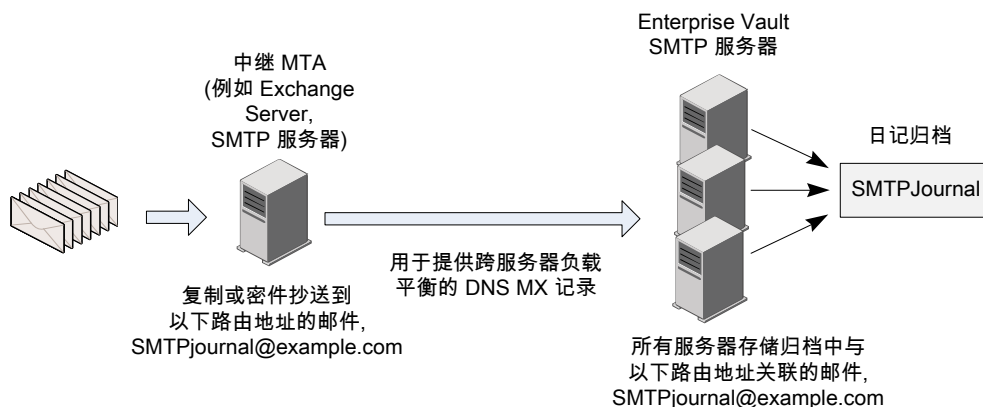 中继 MTA
(例如 Exchange
Server,
SMTP 服务器)
复制或密件抄送到
以下路由地址的邮件,
SMTPjournal@example.com
用于提供跨服务器负载
平衡的 DNS MX 记录
Enterprise Vault
SMTP 服务器
所有服务器存储归档中与
以下路由地址关联的邮件,
SMTPjournal@example.com
日记归档
SMTPJournal